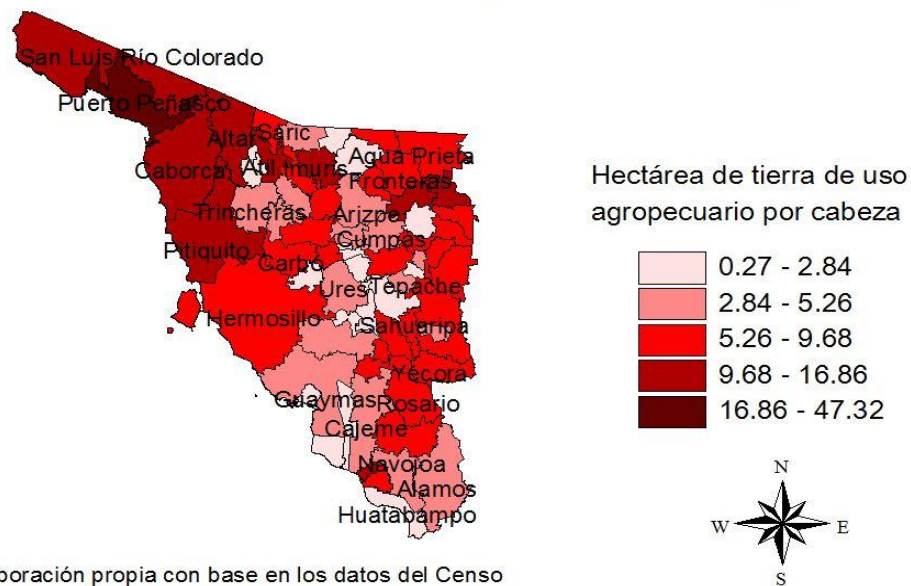 San Luis Río Colorado
Puerto Peñasco
Altar
Saric
Agua Prieta
Caborca
Atil
Imuris
Fronteras
Trincheras
Arizpe
Cumpas
Pitiquito
Carbó
Ures
Tepache
Hermosillo
Sahuaripa
Yécora
Guaymas
Rosario
Cajeme
Navojoa
Alamos
Huatabampo
Hectárea de tierra de uso
agropecuario por cabeza
0.27 - 2.84
2.84 - 5.26
5.26 - 9.68
9.68 - 16.86
16.86 - 47.32
N
W
E
S
boración propia con base en los datos del Censo